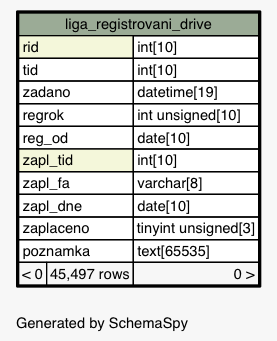 liga_registrovani_drive
rid int[10]
tid int[10]
zadano datetime[19]
regrok int unsigned[10]
reg_od date[10]
zapl_tid int[10]
zapl_fa varchar[8]
zapl_dne date[10]
zaplaceno tinyint unsigned[3]
poznamka text[65535]
< 0 45,497 rows 0 >
Generated by SchemaSpy